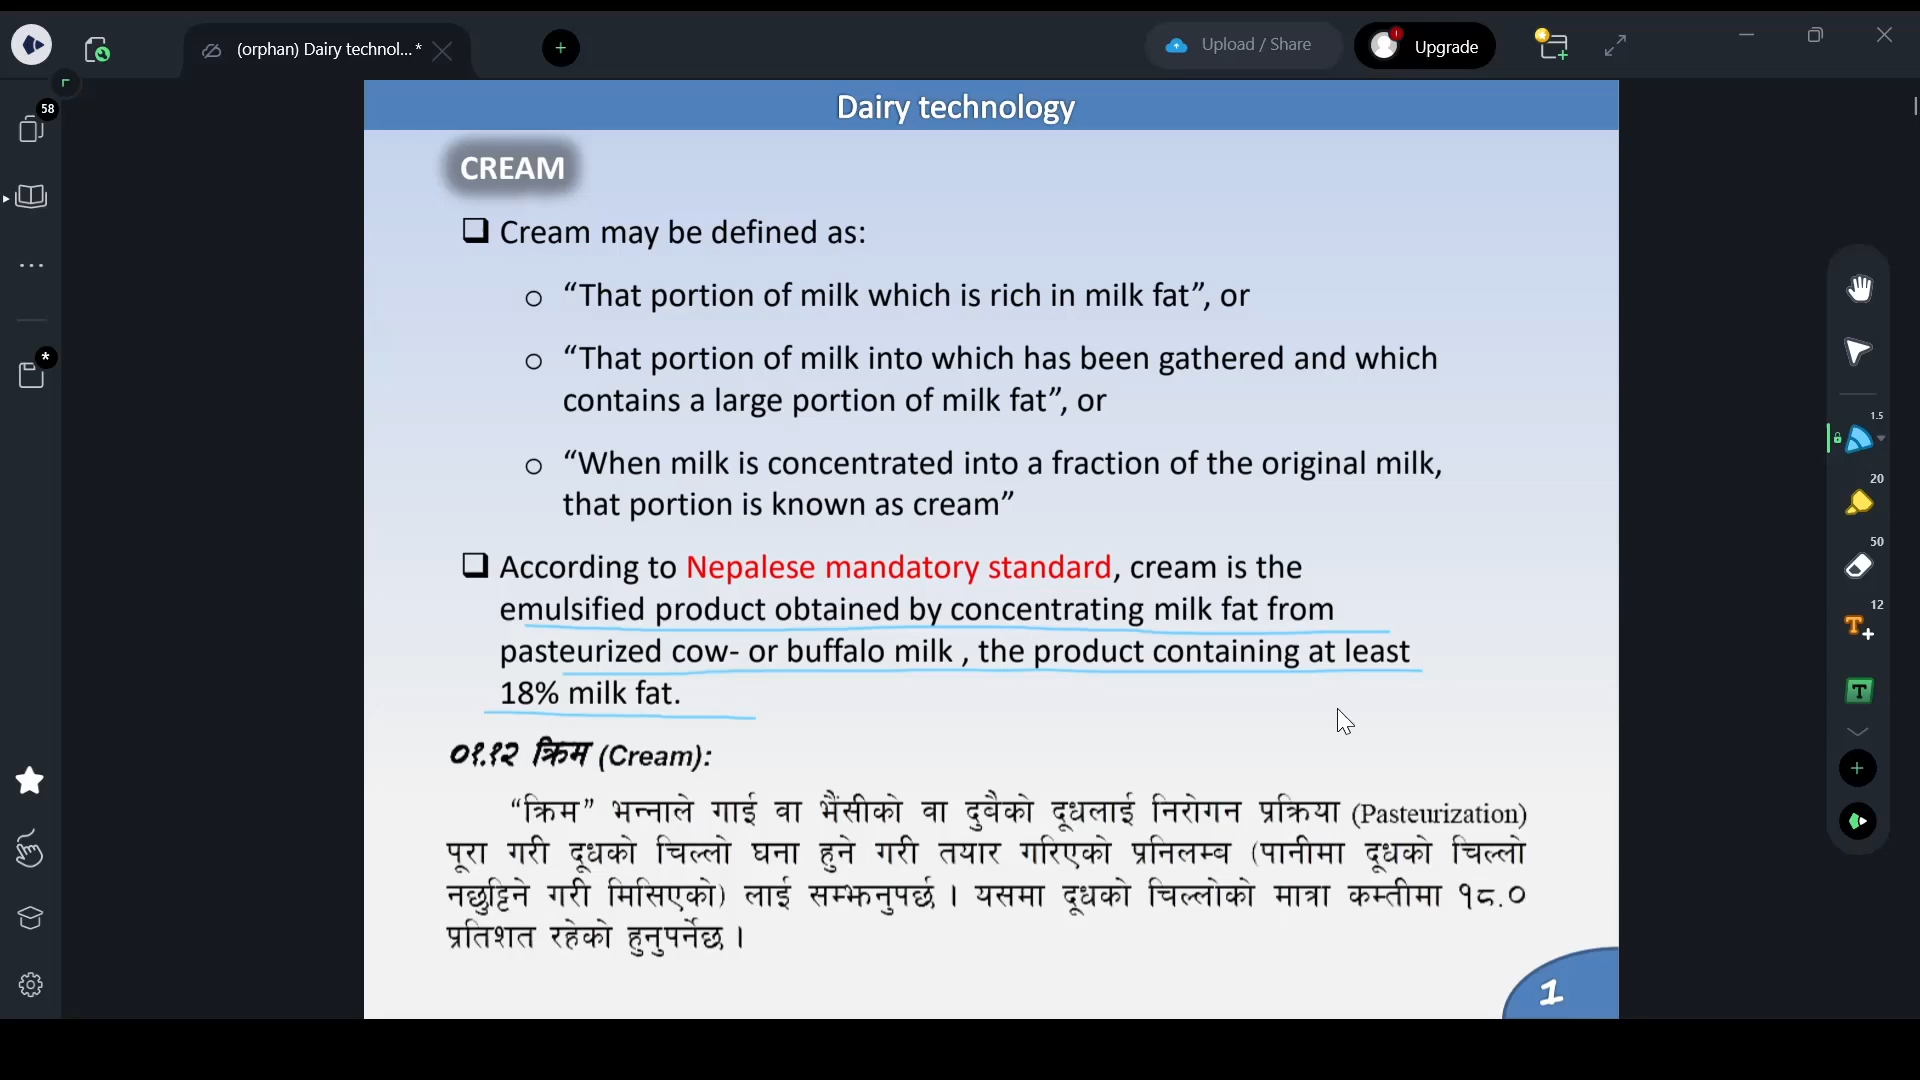 (orphan) Dairy technol...*
Upload / Share
Upgrade
58
Dairy technology
CREAM
Cream may be defined as:
“That portion of milk which is rich in milk fat”, or
“That portion of milk into which has been gathered and which
contains a large portion of milk fat”, or
“When milk is concentrated into a fraction of the original milk,
that portion is known as cream”
According to Nepalese mandatory standard, cream is the
emulsified product obtained by concentrating milk fat from
pasteurized cow- or buffalo milk , the product containing at least
18% milk fat.
०१.१२ क्रिम (Cream):
“क्रिम” भन्नाले गाई वा भैंसीको वा दुबैको दूधलाई निरोगन प्रक्रिया (Pasteurization)
पूरा गरी दूधको चिल्लो घना हुने गरी तयार गरिएको प्रनिलम्ब (पानीमा दूधको चिल्लो
नछुट्टिने गरी मिसिएको) लाई सम्झनुपर्छ । यसमा दूधको चिल्लोको मात्रा कम्तीमा १८.०
प्रतिशत रहेको हुनुपर्नेछ ।
1
1.5
20
50
12
T
T